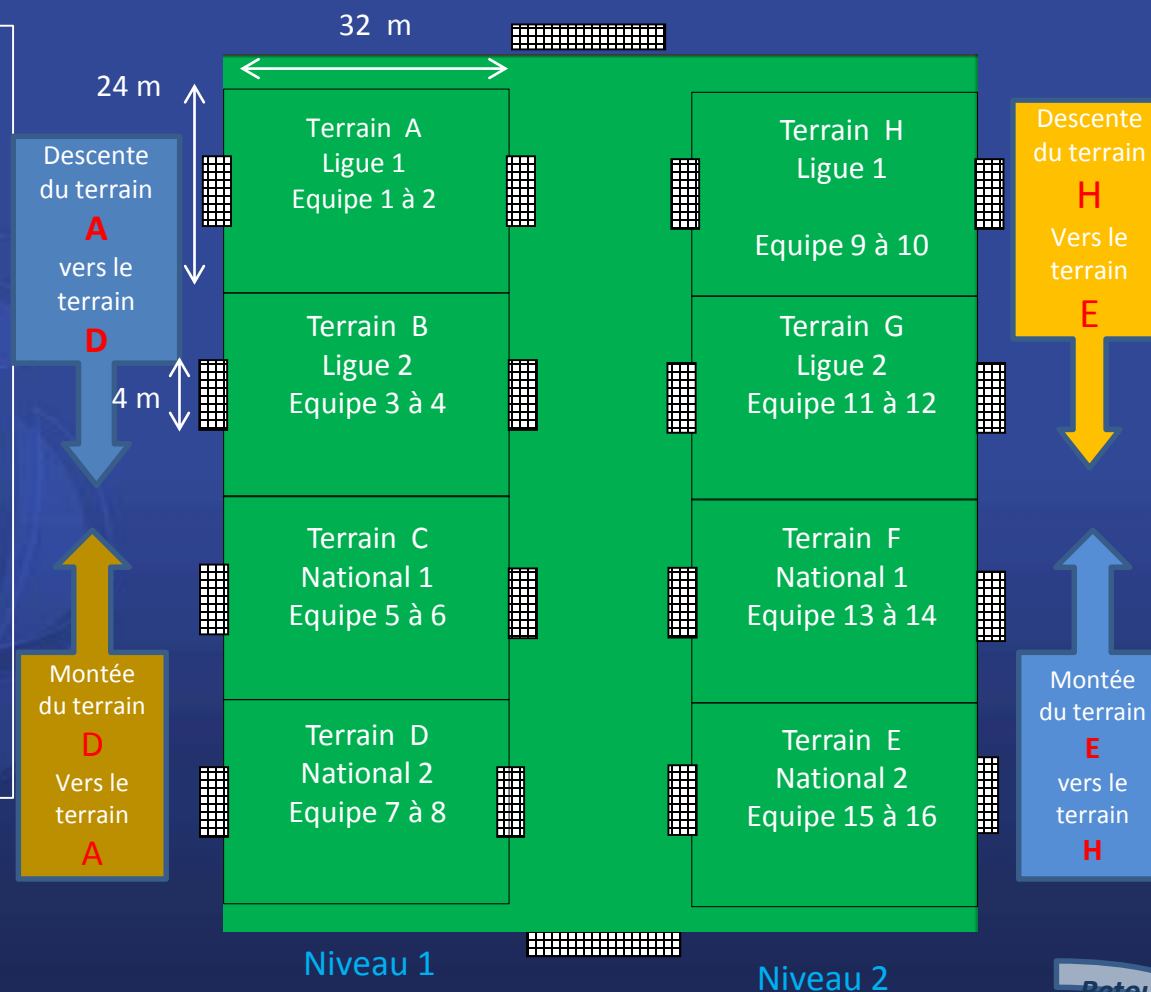 32 m
24 m
Descente
du terrain
A
vers le
terrain
D
4 m
Montée
du terrain
D
Vers le
terrain
A
Terrain A
Ligue 1
Equipe 1 à 2
Terrain B
Ligue 2
Equipe 3 à 4
Terrain C
National 1
Equipe 5 à 6
Terrain D
National 2
Equipe 7 à 8
Niveau 1
Terrain H
Ligue 1
Equipe 9 à 10
Terrain G
Ligue 2
Equipe 11 à 12
Terrain F
National 1
Equipe 13 à 14
Terrain E
National 2
Equipe 15 à 16
Niveau 2
Descente
du terrain
H
Vers le
terrain
E
Montée
du terrain
E
vers le
terrain
H